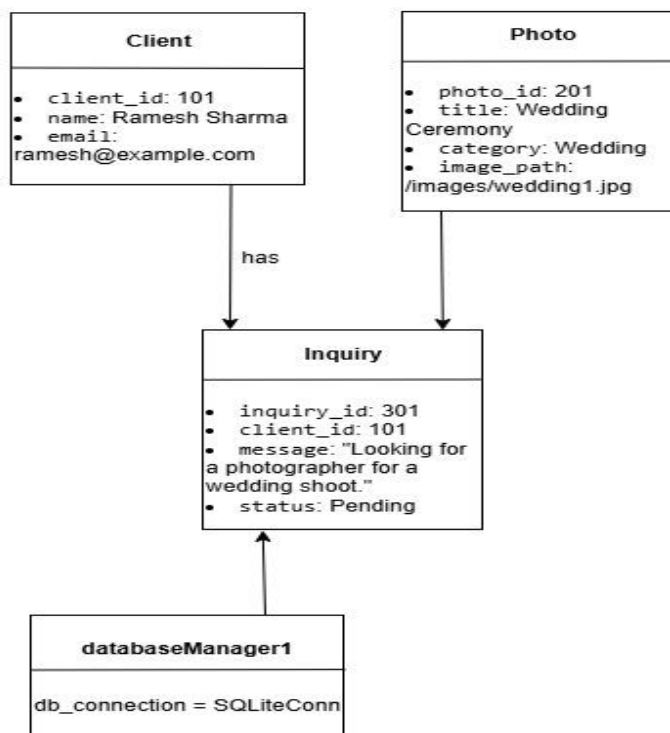 Client
• client_id: 101
• name: Ramesh Sharma
• email:
ramesh@example.com
Photo
• photo_id: 201
• title: Wedding
Ceremony
• category: Wedding
• image_path:
/images/wedding1.jpg
has
Inquiry
• inquiry_id: 301
• client_id: 101
• message: "Looking for
a photographer for a
wedding shoot."
• status: Pending
databaseManager1
db_connection = SQLiteConn